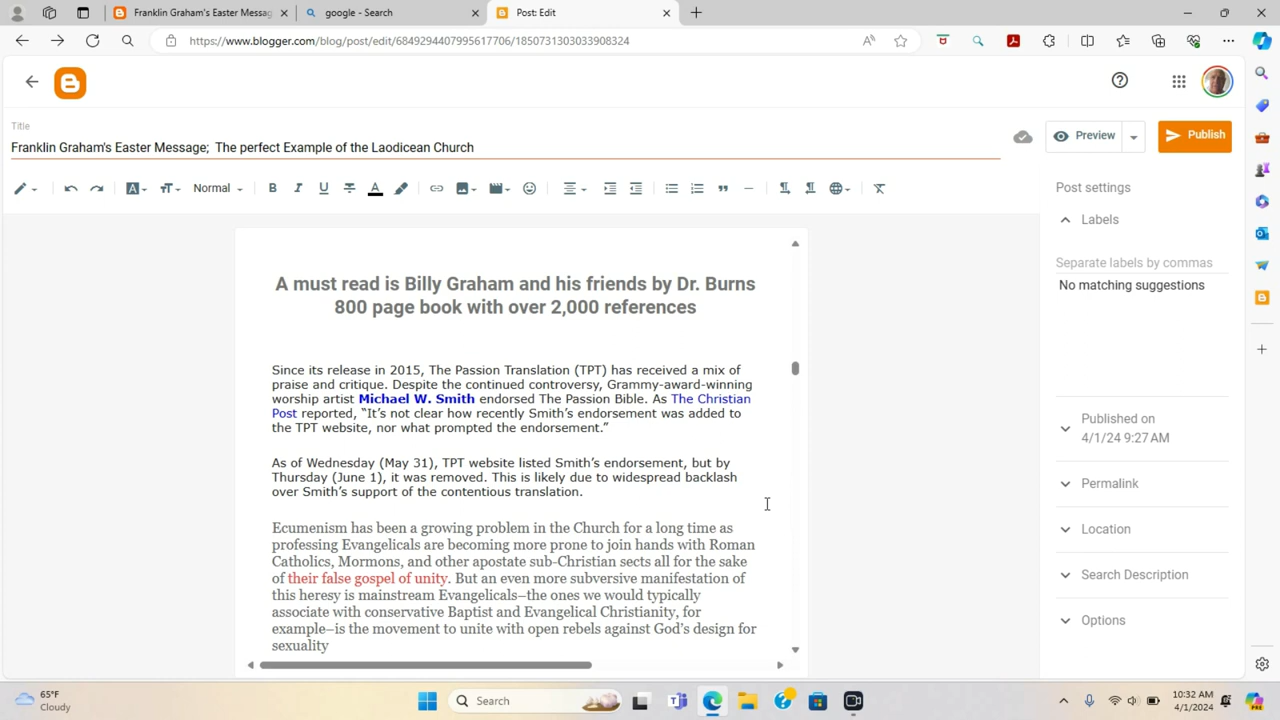 Franklin Graham's Easter Messag
google - Search
Post: Edit
https://www.blogger.com/blog/post/edit/6849294407995617706/1850731303033908324
Title
Franklin Graham's Easter Message;  The perfect Example of the Laodicean Church
Preview
Publish
Normal
Post settings
Labels
Separate labels by commas
No matching suggestions
A must read is Billy Graham and his friends by Dr. Burns
800 page book with over 2,000 references
Since its release in 2015, The Passion Translation (TPT) has received a mix of
praise and critique. Despite the continued controversy, Grammy-award-winning
worship artist Michael W. Smith endorsed The Passion Bible. As The Christian
Post reported, “It’s not clear how recently Smith’s endorsement was added to
the TPT website, nor what prompted the endorsement.”
As of Wednesday (May 31), TPT website listed Smith’s endorsement, but by
Thursday (June 1), it was removed. This is likely due to widespread backlash
over Smith’s support of the contentious translation.
Ecumenism has been a growing problem in the Church for a long time as
professing Evangelicals are becoming more prone to join hands with Roman
Catholics, Mormons, and other apostate sub-Christian sects all for the sake
of their false gospel of unity. But an even more subversive manifestation of
this heresy is mainstream Evangelicals–the ones we would typically
associate with conservative Baptist and Evangelical Christianity, for
example–is the movement to unite with open rebels against God’s design for
sexuality
Published on
4/1/24 9:27 AM
Permalink
Location
Search Description
Options
65°F
Cloudy
Search
10:32 AM
4/1/2024